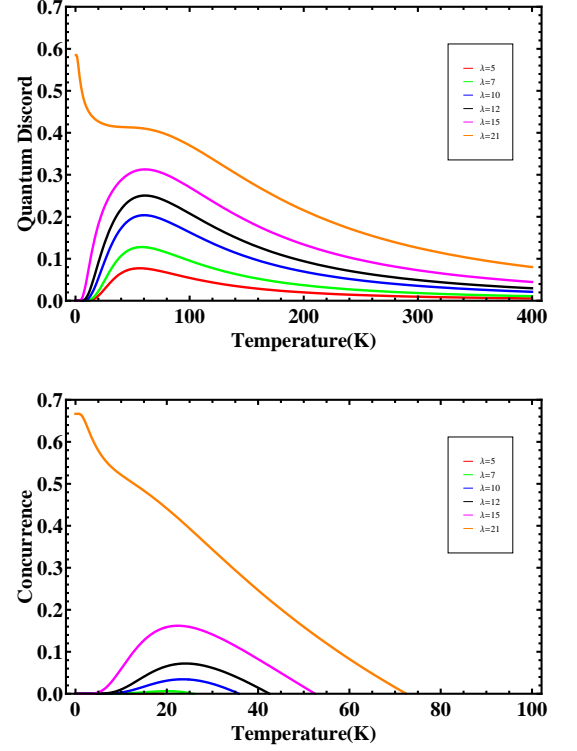 0.7
0.6
0.5
0.4
0.3
0.2
0.1
0.0
Quantum Discord
λ=5
λ=7
λ=10
λ=12
λ=15
λ=21
0 100 200 300 400
Temperature(K)
0.7
0.6
0.5
0.4
0.3
0.2
0.1
0.0
Concurrence
λ=5
λ=7
λ=10
λ=12
λ=15
λ=21
0 20 40 60 80 100
Temperature(K)